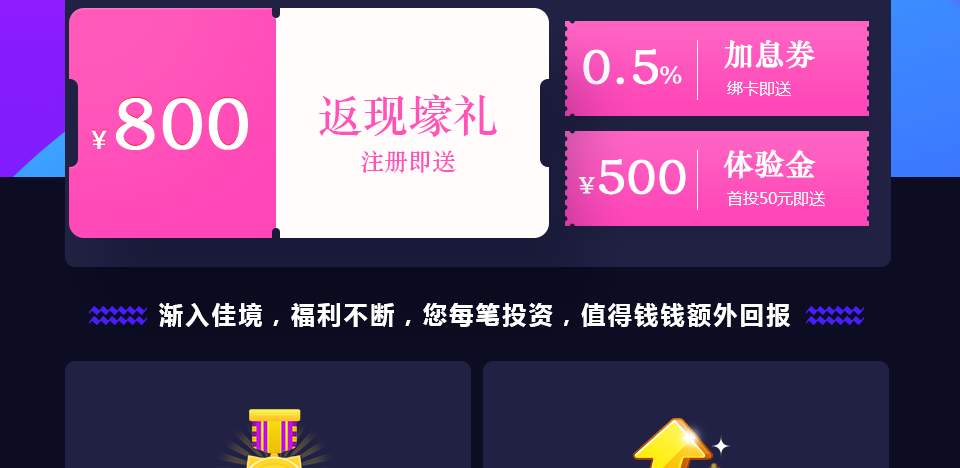 ¥800
返现壕礼
注册即送
0.5%
加息券
绑卡即送
¥500
体验金
首投50元即送
渐入佳境，福利不断，您每笔投资，值得钱钱额外回报